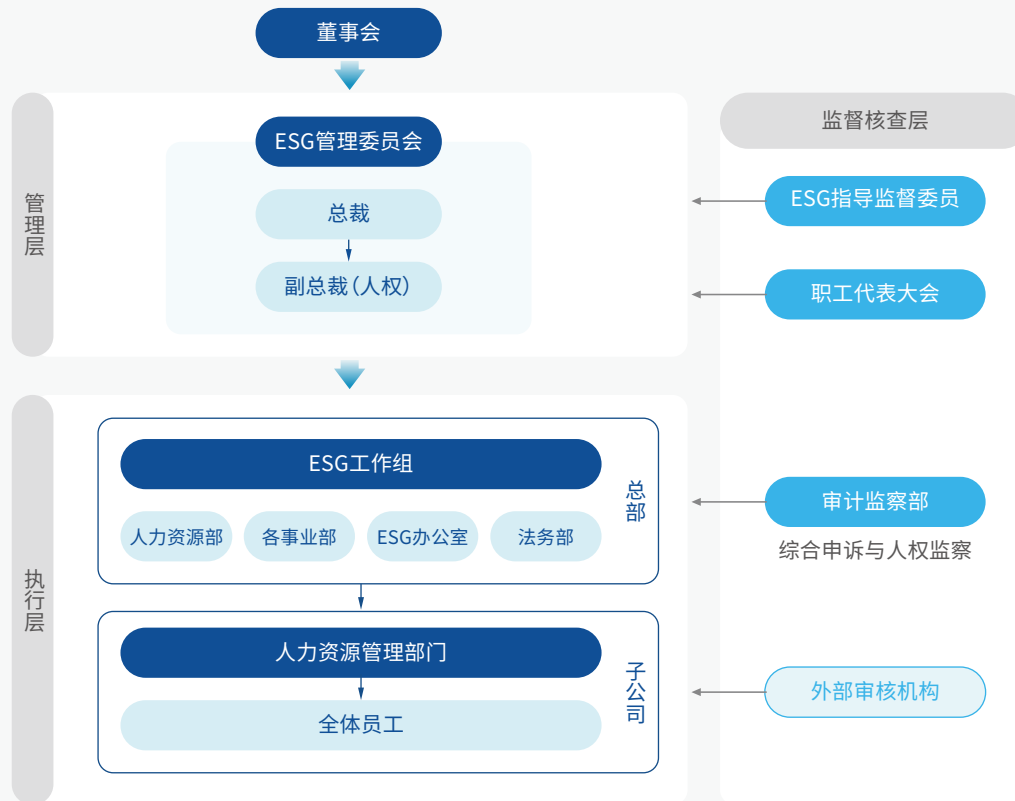 董事会
管理层
ESG管理委员会
总裁
副总裁（人权）
执行层
ESG工作组
人力资源部
各事业部
ESG办公室
法务部
总部
人力资源管理部门
全体员工
子公司
监督核查层
ESG指导监督委员
职工代表大会
审计监察部
综合申诉与人权监察
外部审核机构